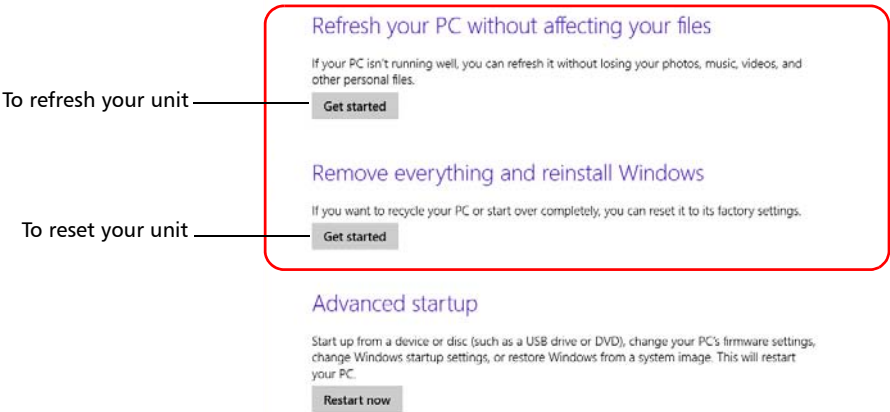 Refresh your PC without affecting your files
If your PC isn't running well, you can refresh it without losing your photos, music, videos, and
other personal files.
To refresh your unit
Get started
Remove everything and reinstall Windows
If you want to recycle your PC or start over completely, you can reset it to its factory settings.
To reset your unit
Get started
Advanced startup
Start up from a device or disc (such as a USB drive or DVD), change your PC's firmware settings,
change Windows startup settings, or restore Windows from a system image. This will restart
your PC.
Restart now